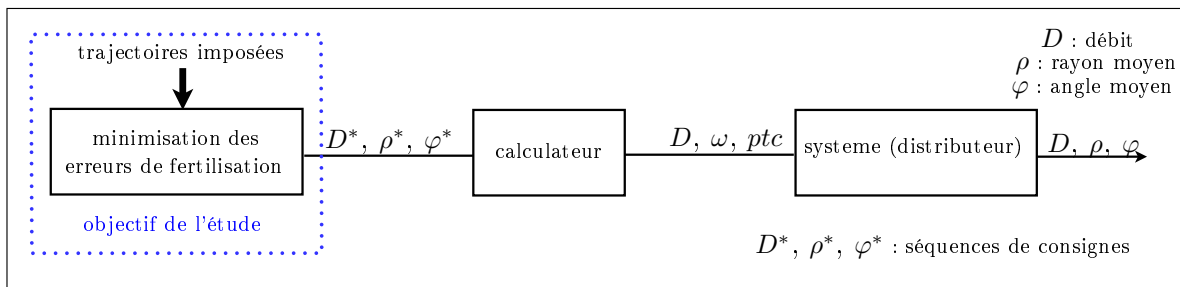 trajectoires imposées
minimisation des
erreurs de fertilisation
objectif de l'étude
D*, ρ*, φ*
calculateur
D, ω, ptc
systeme (distributeur)
D, ρ, φ
D : débit
ρ : rayon moyen
φ : angle moyen
D*, ρ*, φ* : séquences de consignes